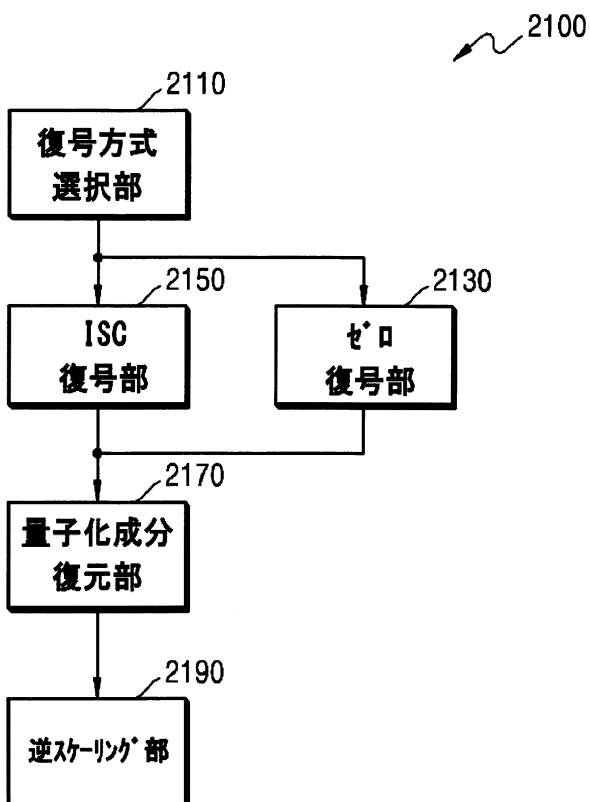 2100
2110
復号方式
選択部
2150
2130
ISC
復号部
ｾﾞﾛ
復号部
2170
量子化成分
復元部
2190
逆ｽｹｰﾘﾝｸﾞ部